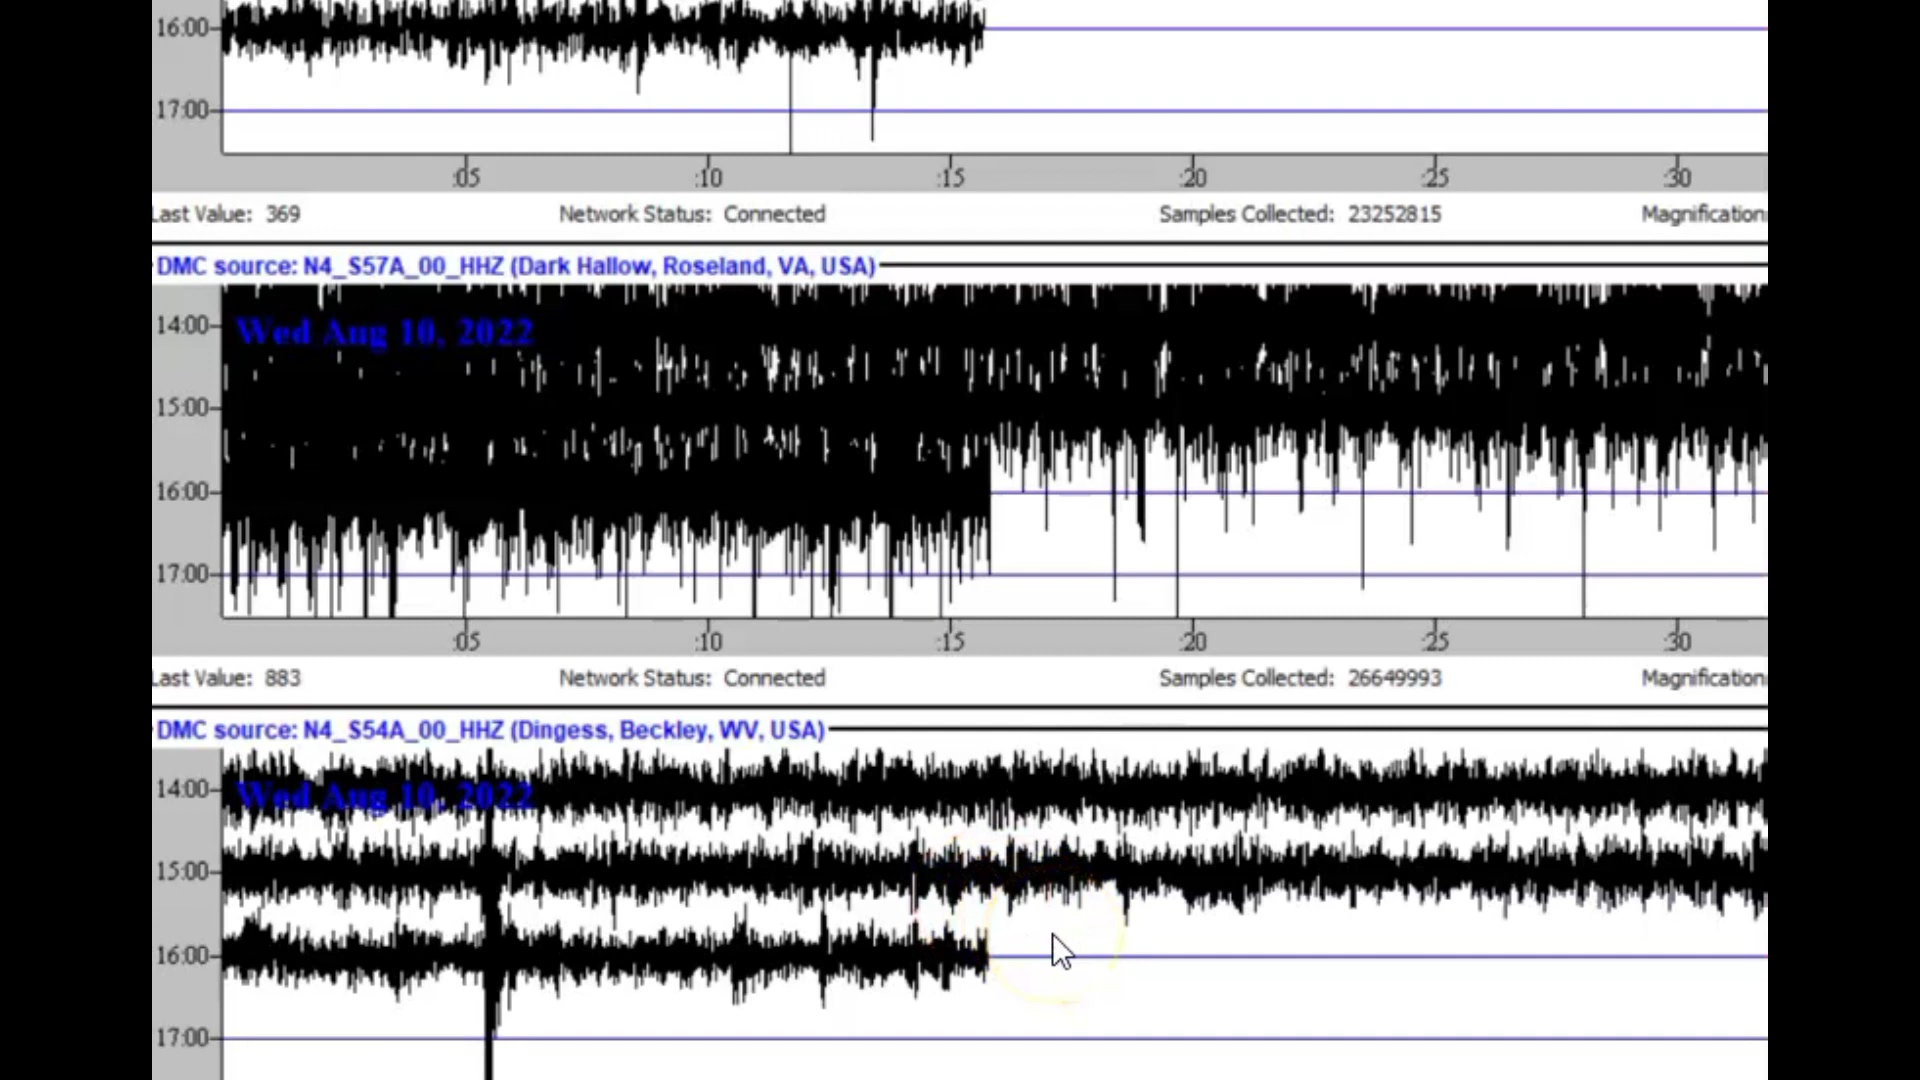 16:00
17:00
:05 :10 :15 :20 :25 :30
Last Value: 369 Network Status: Connected Samples Collected: 23252815 Magnification:
DMC source: N4_S57A_00_HHZ (Dark Hallow, Roseland, VA, USA)
Wed Aug 10, 2022
14:00
15:00
16:00
17:00
:05 :10 :15 :20 :25 :30
Last Value: 883 Network Status: Connected Samples Collected: 26649993 Magnification:
DMC source: N4_S54A_00_HHZ (Dingess, Beckley, WV, USA)
Wed Aug 10, 2022
14:00
15:00
16:00
17:00